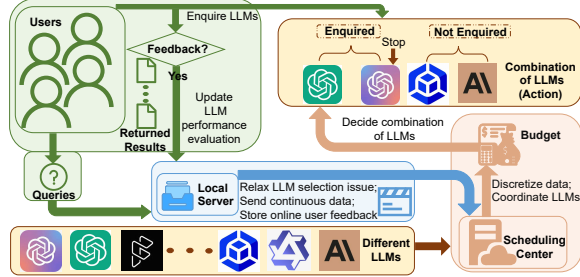 Users
Enquire LLMs
Feedback?
Yes
Returned
Results
Update
LLM
performance
evaluation
Queries
Enquired
Not Enquired
Stop
Combination
of LLMs
(Action)
Decide combination
of LLMs
Budget
Local
Server
Relax LLM selection issue;
Send continuous data;
Store online user feedback
Discretize data;
Coordinate LLMs
Scheduling
Center
Different
LLMs